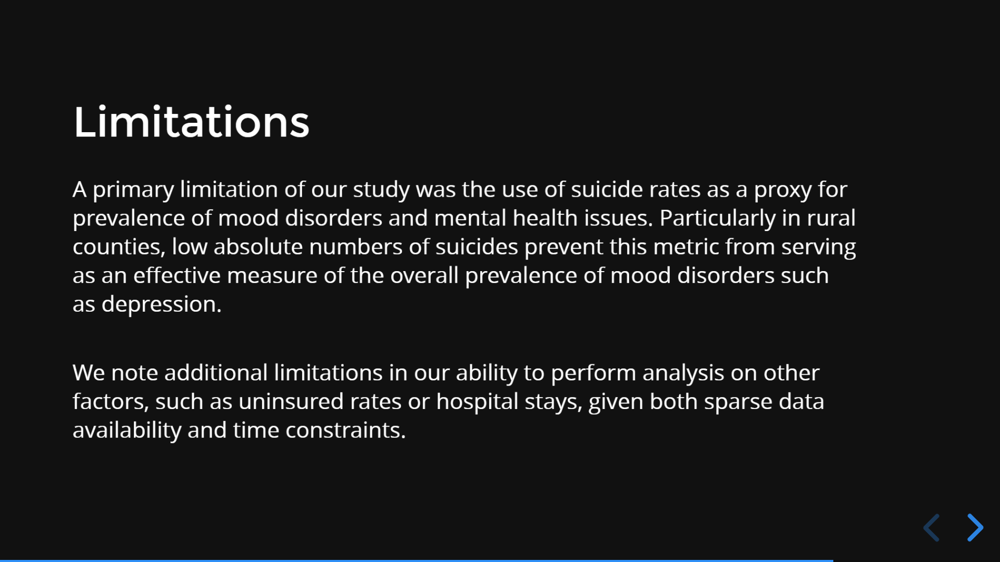 Limitations
A primary limitation of our study was the use of suicide rates as a proxy for
prevalence of mood disorders and mental health issues. Particularly in rural
counties, low absolute numbers of suicides prevent this metric from serving
as an effective measure of the overall prevalence of mood disorders such
as depression.
We note additional limitations in our ability to perform analysis on other
factors, such as uninsured rates or hospital stays, given both sparse data
availability and time constraints.